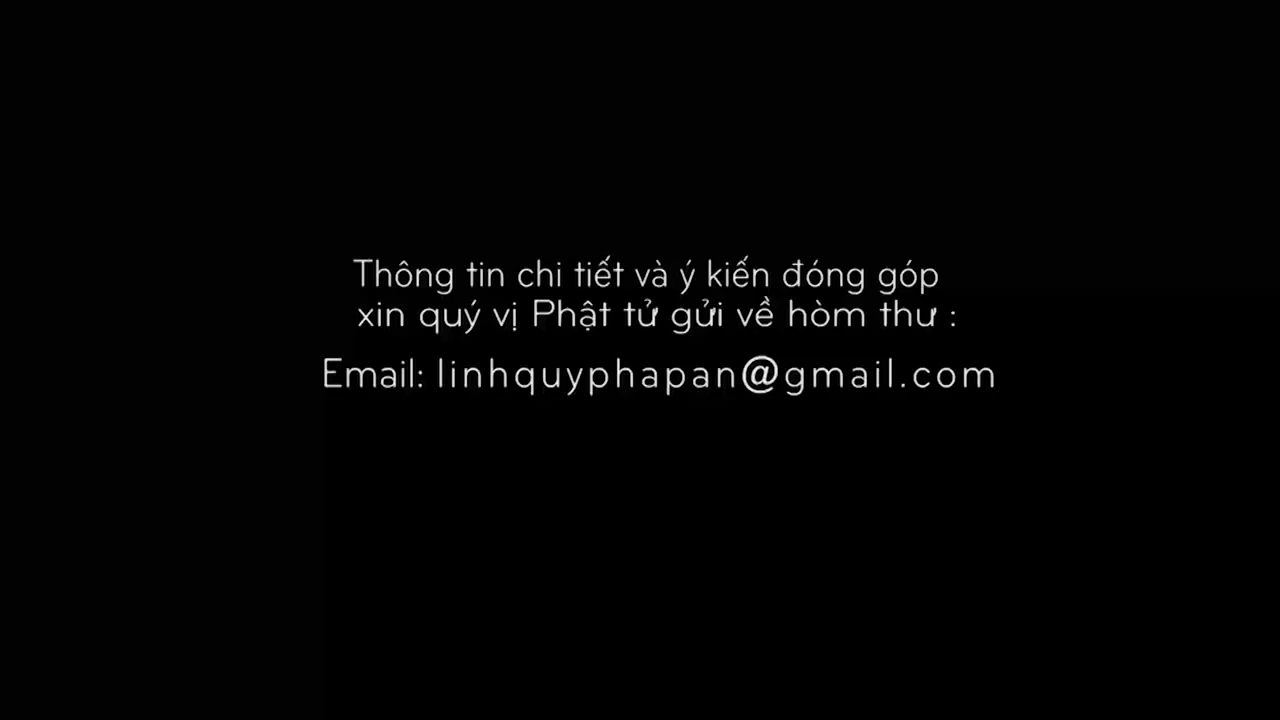 Thông tin chi tiết và ý kiến đóng góp
xin quý vị Phật tử gửi về hòm thư :
Email: linhquyphapan@gmail.com